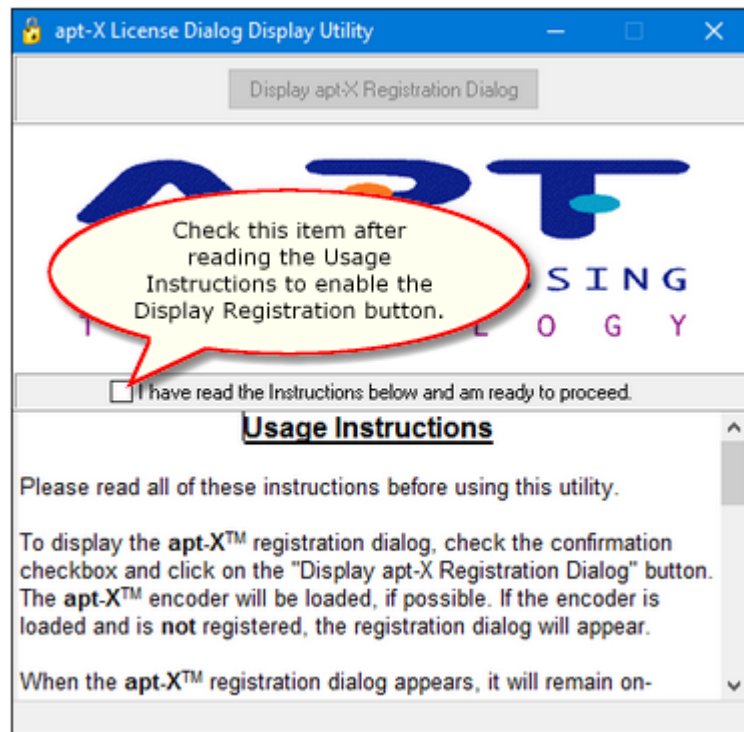 apt-X License Dialog Display Utility
Display apt-X Registration Dialog
APT
Check this item after
reading the Usage
Instructions to enable the
Display Registration button.
SING
T
LOGY
I have read the Instructions below and am ready to proceed.
Usage Instructions
Please read all of these instructions before using this utility.
To display the apt-X™ registration dialog, check the confirmation
checkbox and click on the "Display apt-X Registration Dialog" button.
The apt-X™ encoder will be loaded, if possible. If the encoder is
loaded and is not registered, the registration dialog will appear.
When the apt-X™ registration dialog appears, it will remain on-